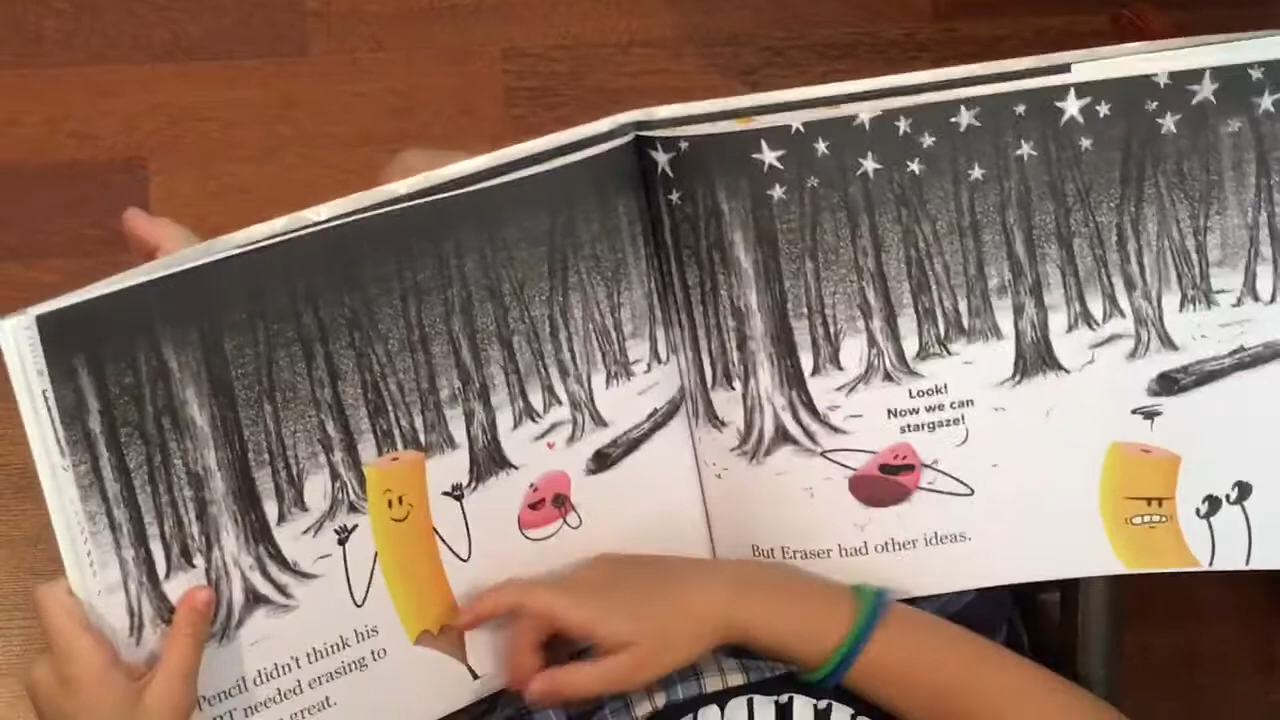 Pencil didn't think his
needed erasing to
great.
Look!
Now we can
stargaze!
But Eraser had other ideas.